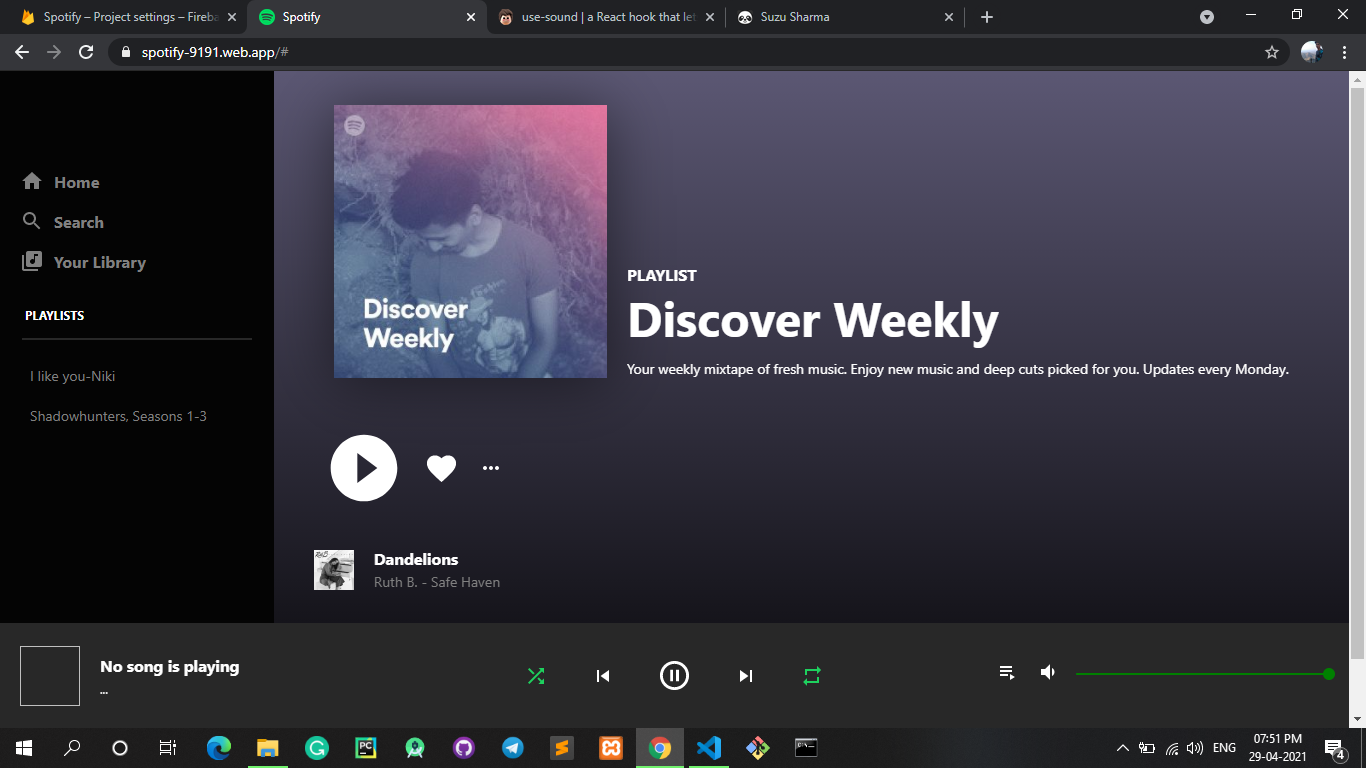 Spotify – Project settings – Fireba
Spotify
use-sound | a React hook that let
Suzu Sharma
spotify-9191.web.app/#
Home
Search
Your Library
PLAYLISTS
I like you-Niki
Shadowhunters, Seasons 1-3
Discover
Weekly
PLAYLIST
Discover Weekly
Your weekly mixtape of fresh music. Enjoy new music and deep cuts picked for you. Updates every Monday.
Dandelions
Ruth B. - Safe Haven
No song is playing
...
PC
ENG
07:51 PM
29-04-2021
4